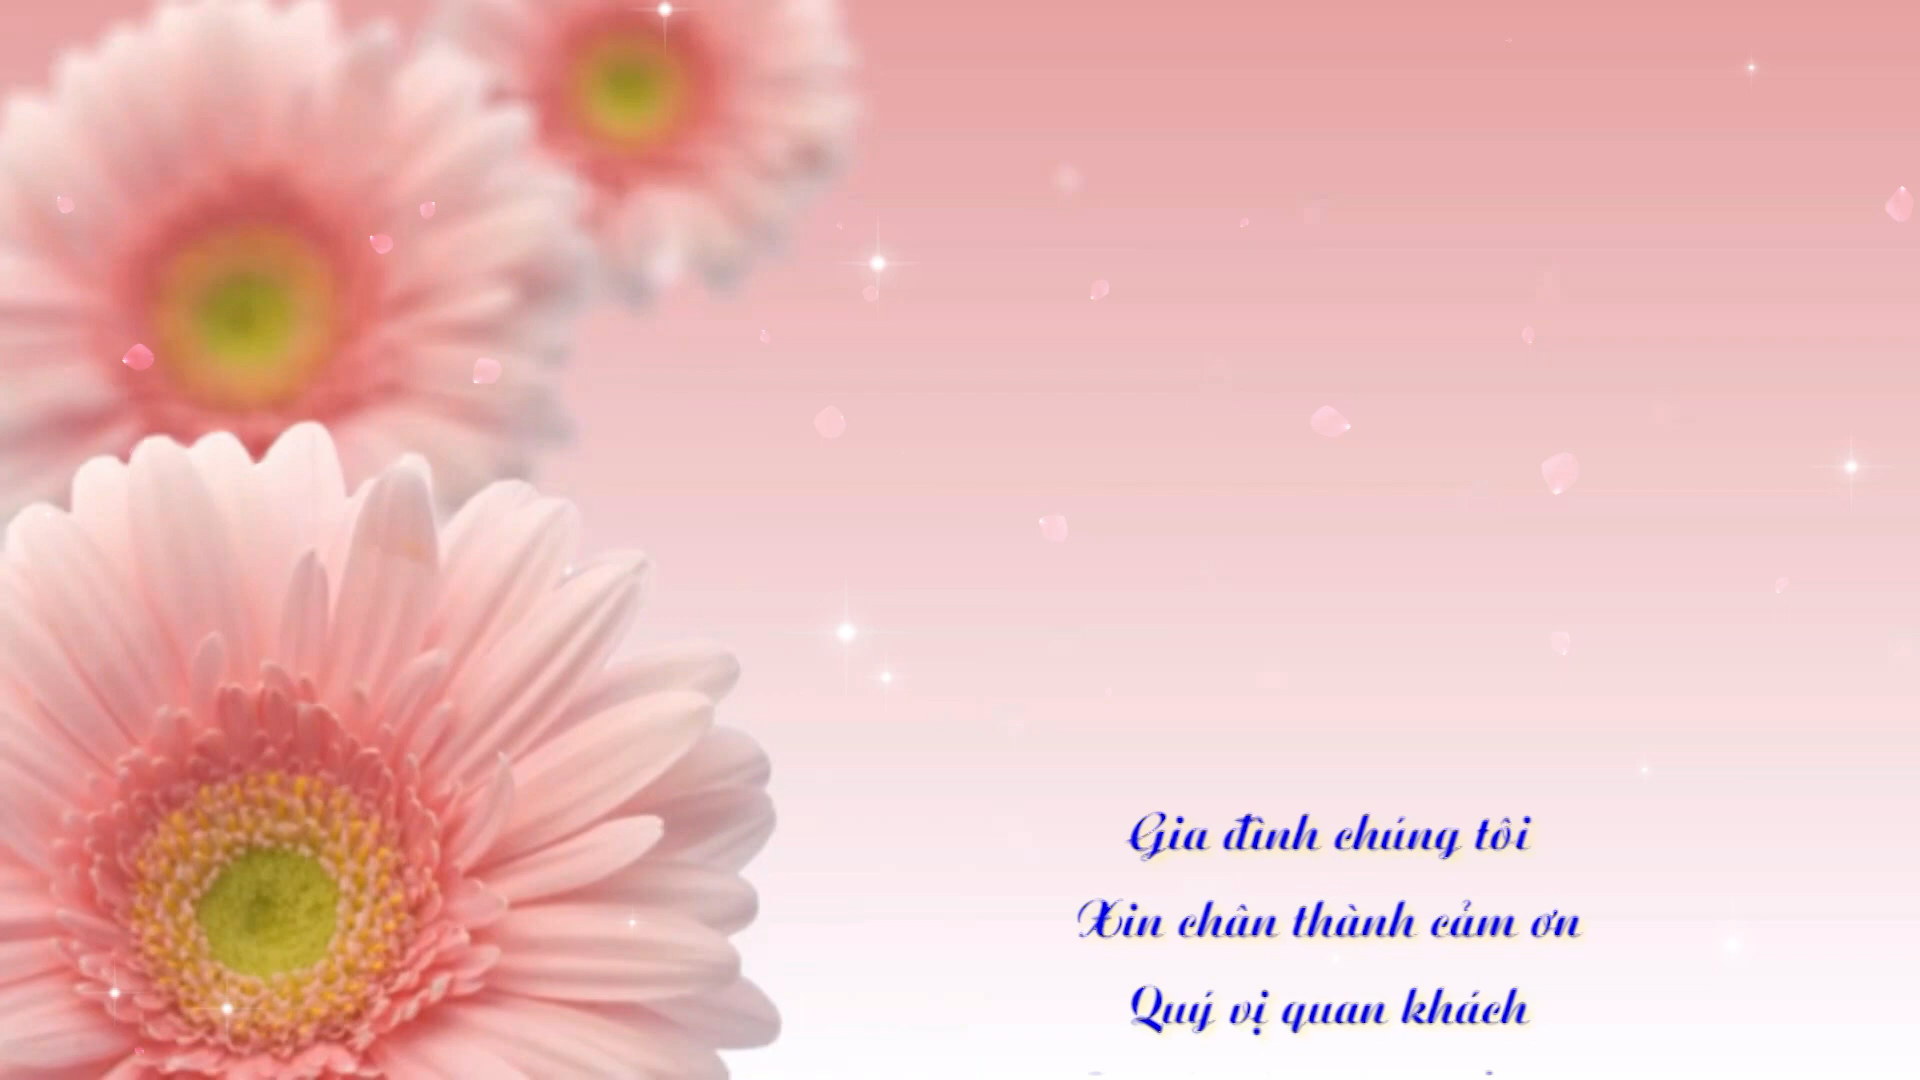 Gia đình chúng tôi
Xin chân thành cảm ơn
Quý vị quan khách